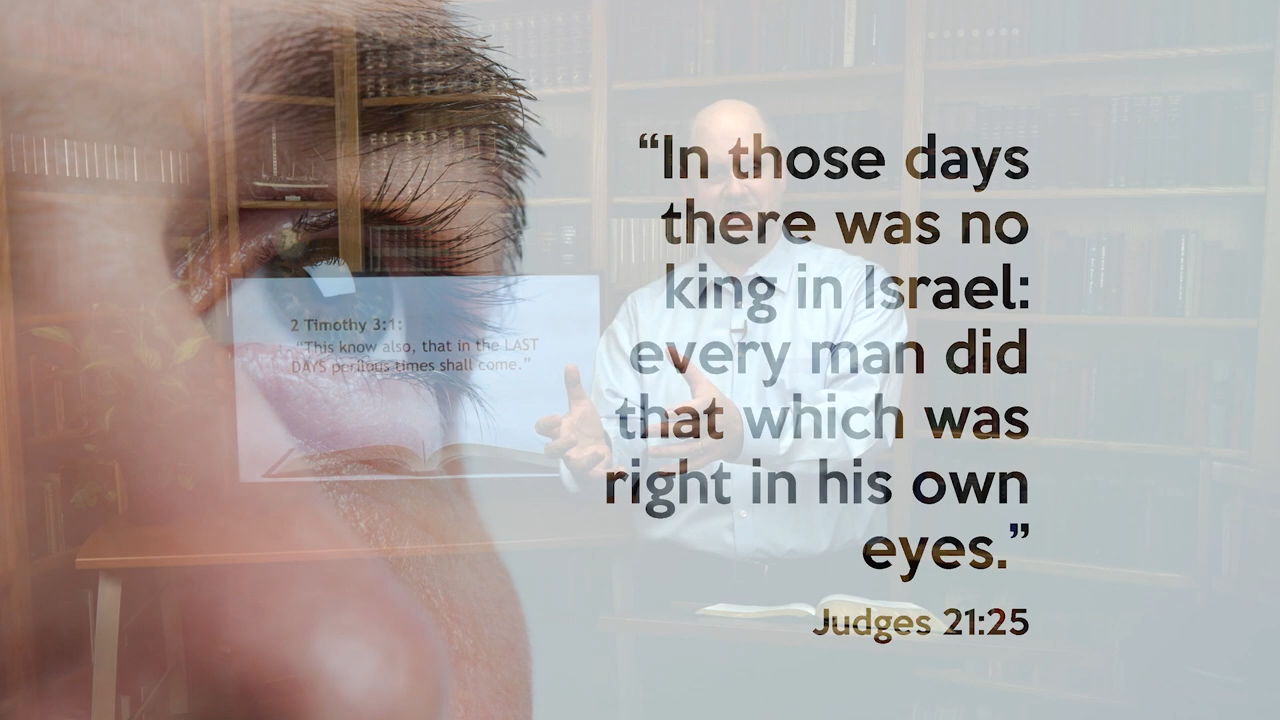 “In those days
there was no
king in Israel:
every man did
that which was
right in his own
eyes.”
Judges 21:25
2 Timothy 3:1:
“This know also, that in the LAST
DAYS perilous times shall come.”